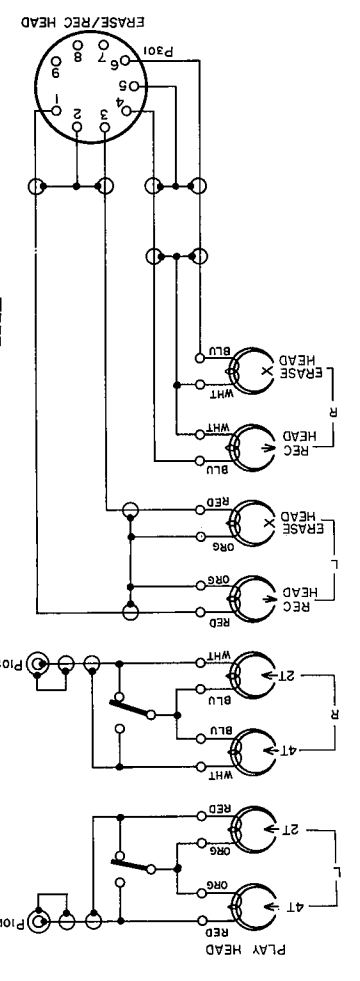 PLAY HEAD
RED
4T
ORG
L
ORG
2T
RED
WHT
4T
BLU
R
BLU
2T
WHT
RED
REC
HEAD
ORG
L
ORG
ERASE
HEAD
RED
BLU
REC
HEAD
WHT
R
WHT
ERASE
HEAD
BLU
4
3
2
1
5
6
7
8
9
P301
ERASE/REC HEAD